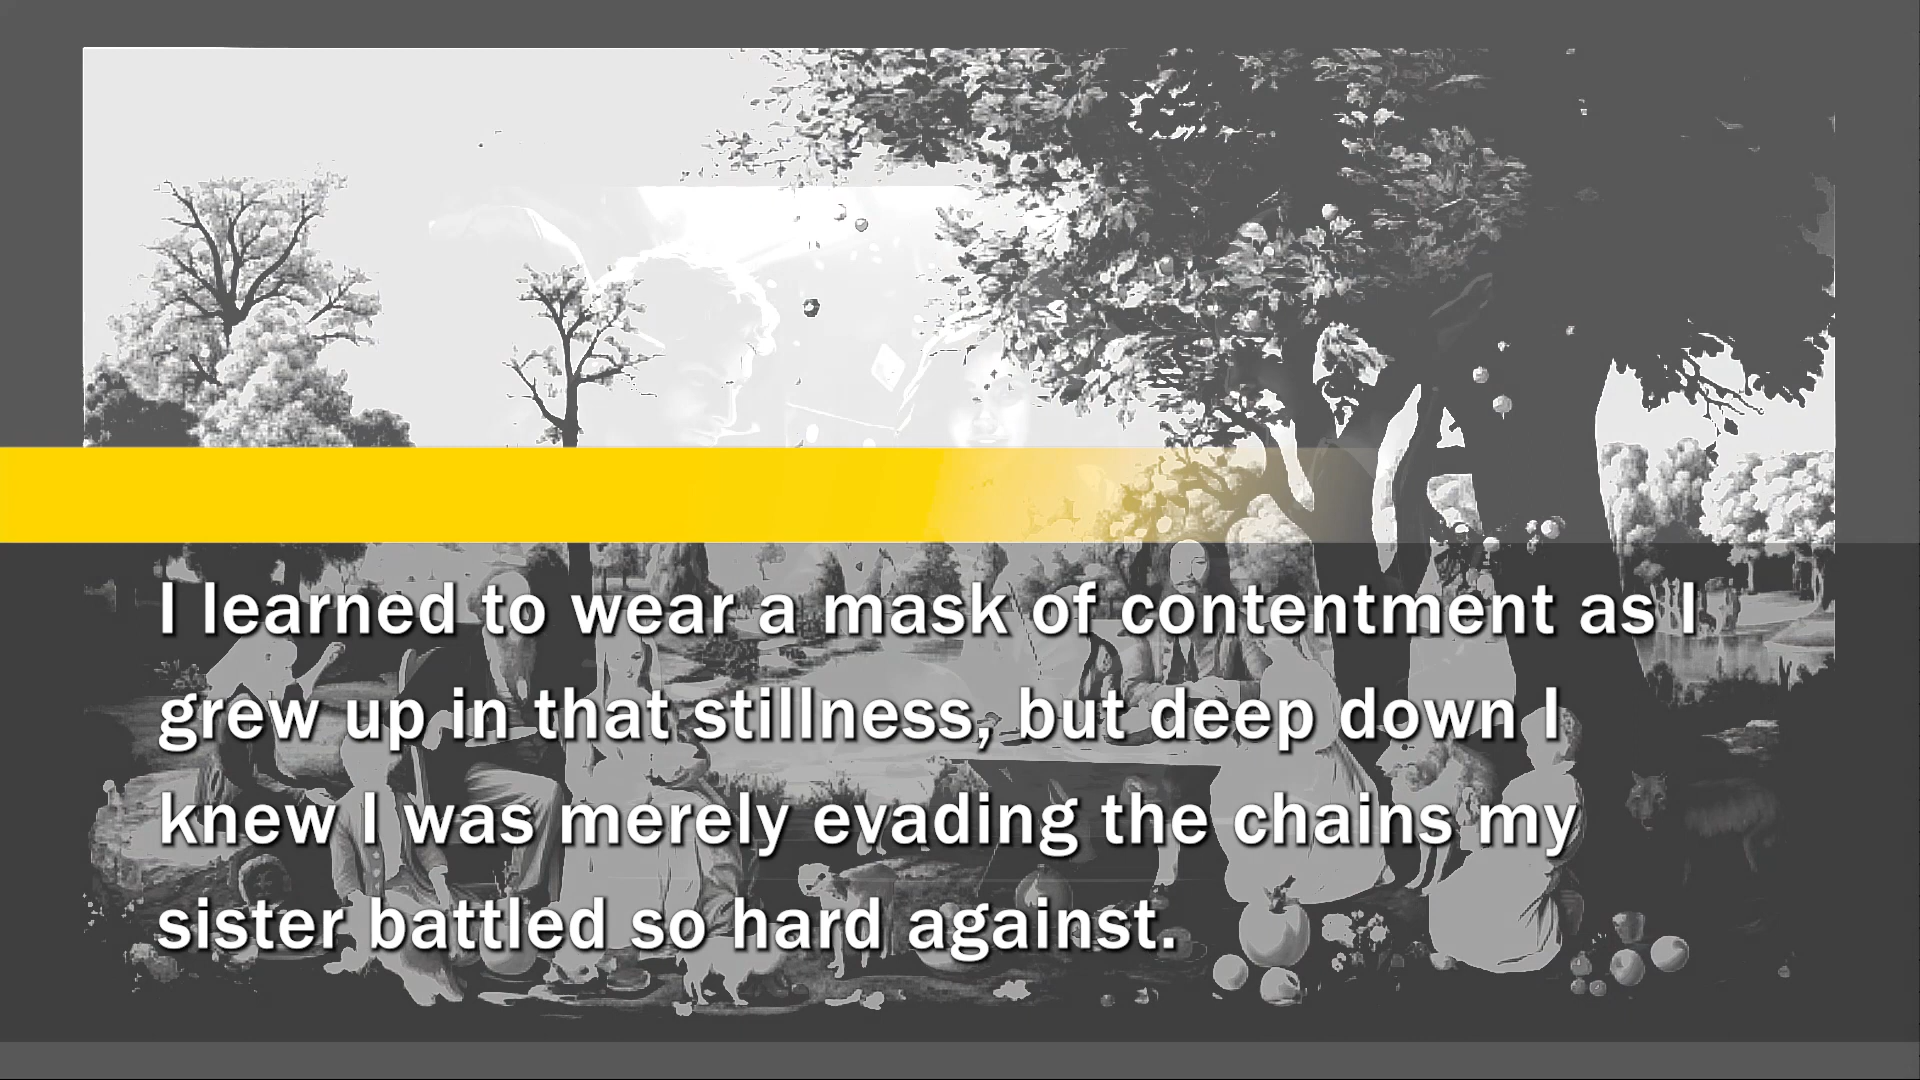 I learned to wear a mask of contentment as I
grew up in that stillness, but deep down I
knew I was merely evading the chains my
sister battled so hard against.